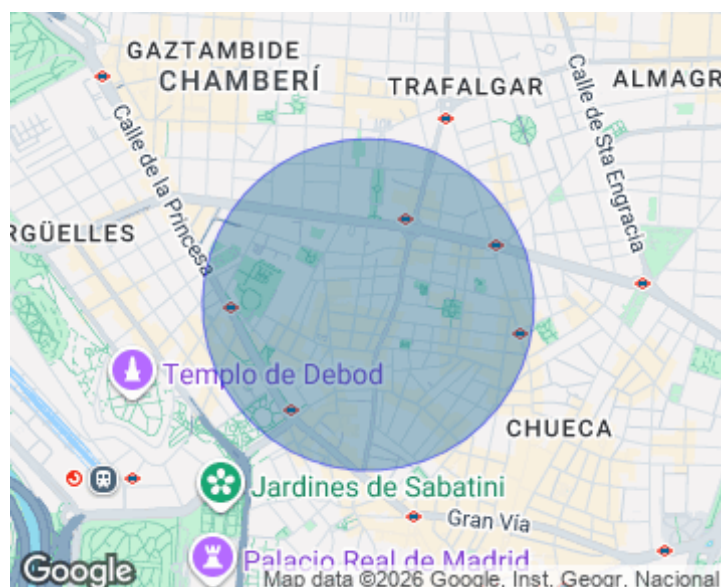 GAZTAMBIDE
CHAMBERÍ
TRAFALGAR
ALMAGR
Calle de la Princesa
Calle de Sta Engracia
RGÜELLES
Templo de Debod
CHUECA
Jardines de Sabatini
Gran Vía
Palacio Real de Madrid
Google
Map data ©2026 Google, Inst. Geogr. Nacional